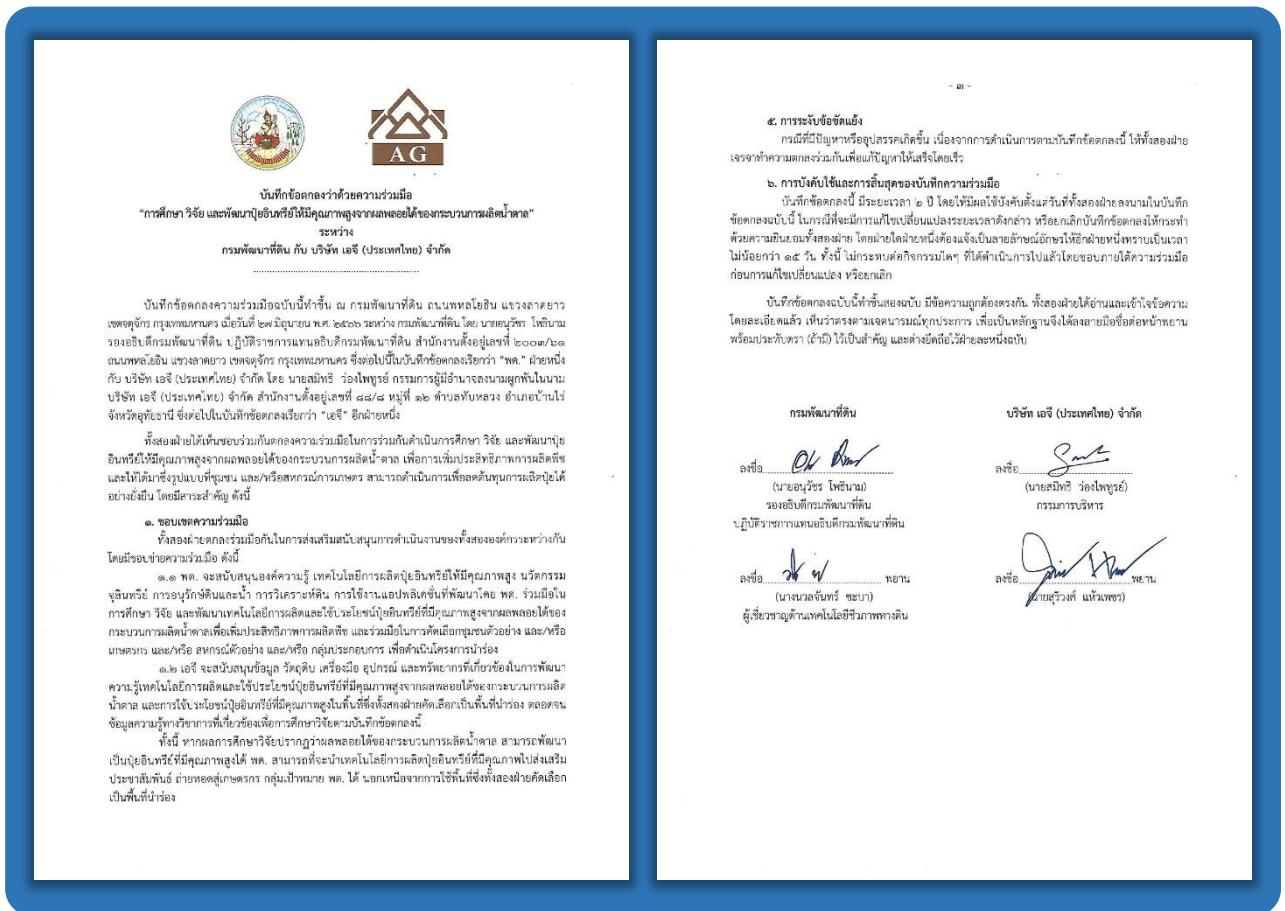 AG
บันทึกข้อตกลงว่าด้วยความร่วมมือ
“การศึกษา วิจัย และพัฒนาปุ๋ยอินทรีย์ให้มีคุณภาพสูงจากผลพลอยได้ของกระบวนการผลิตน้ำตาล”
ระหว่าง
กรมพัฒนาที่ดิน กับ บริษัท เอจี (ประเทศไทย) จำกัด
บันทึกข้อตกลงความร่วมมือฉบับนี้ทำขึ้น ณ กรมพัฒนาที่ดิน ถนนพหลโยธิน แขวงลาดยาว
เขตจตุจักร กรุงเทพมหานคร เมื่อวันที่ ๒๗ มิถุนายน พ.ศ. ๒๕๖๖ ระหว่าง กรมพัฒนาที่ดิน โดย นายอนุวัชร โพธินาม
รองอธิบดีกรมพัฒนาที่ดิน ปฏิบัติราชการแทนอธิบดีกรมพัฒนาที่ดิน สำนักงานตั้งอยู่เลขที่ ๒๐๐๓/๖๑
ถนนพหลโยธิน แขวงลาดยาว เขตจตุจักร กรุงเทพมหานคร ซึ่งต่อไปนี้ในบันทึกข้อตกลงเรียกว่า “พด.” ฝ่ายหนึ่ง
กับ บริษัท เอจี (ประเทศไทย) จำกัด โดย นายสมิทธิ ว่องไพฑูรย์ กรรมการผู้มีอำนาจลงนามผูกพันในนาม
บริษัท เอจี (ประเทศไทย) จำกัด สำนักงานตั้งอยู่เลขที่ ๘๘/๘ หมู่ที่ ๑๒ ตำบลทับหลวง อำเภอบ้านไร่
จังหวัดอุทัยธานี ซึ่งต่อไปในบันทึกข้อตกลงเรียกว่า “เอจี” อีกฝ่ายหนึ่ง
ทั้งสองฝ่ายได้เห็นชอบร่วมกันตกลงความร่วมมือในการร่วมกันดำเนินการศึกษา วิจัย และพัฒนาปุ๋ย
อินทรีย์ให้มีคุณภาพสูงจากผลพลอยได้ของกระบวนการผลิตน้ำตาล เพื่อการเพิ่มประสิทธิภาพการผลิตพืช
และให้ได้มาซึ่งรูปแบบที่ชุมชน และ/หรือสหกรณ์การเกษตร สามารถดำเนินการเพื่อลดต้นทุนการผลิตปุ๋ยได้
อย่างยั่งยืน โดยมีสาระสำคัญ ดังนี้
๑. ขอบเขตความร่วมมือ
ทั้งสองฝ่ายตกลงร่วมมือกันในการส่งเสริมสนับสนุนการดำเนินงานของทั้งสององค์กรระหว่างกัน
โดยมีขอบข่ายความร่วมมือ ดังนี้
๑.๑ พด. จะสนับสนุนองค์ความรู้ เทคโนโลยีการผลิตปุ๋ยอินทรีย์ให้มีคุณภาพสูง นวัตกรรม
จุลินทรีย์ การอนุรักษ์ดินและน้ำ การวิเคราะห์ดิน การใช้งานแอปพลิเคชั่นที่พัฒนาโดย พด. ร่วมมือใน
การศึกษา วิจัย และพัฒนาเทคโนโลยีการผลิตและใช้ประโยชน์ปุ๋ยอินทรีย์ที่มีคุณภาพสูงจากผลพลอยได้ของ
กระบวนการผลิตน้ำตาลเพื่อเพิ่มประสิทธิภาพการผลิตพืช และร่วมมือในการคัดเลือกชุมชนตัวอย่าง และ/หรือ
เกษตรกร และ/หรือ สหกรณ์ตัวอย่าง และ/หรือ กลุ่มประกอบการ เพื่อดำเนินโครงการนำร่อง
๑.๒ เอจี จะสนับสนุนข้อมูล วัตถุดิบ เครื่องมือ อุปกรณ์ และทรัพยากรที่เกี่ยวข้องในการพัฒนา
ความรู้เทคโนโลยีการผลิตและใช้ประโยชน์ปุ๋ยอินทรีย์ที่มีคุณภาพสูงจากผลพลอยได้ของกระบวนการผลิต
น้ำตาล และการใช้ประโยชน์ปุ๋ยอินทรีย์ที่มีคุณภาพสูงในพื้นที่ซึ่งทั้งสองฝ่ายคัดเลือกเป็นพื้นที่นำร่อง ตลอดจน
ข้อมูลความรู้ทางวิชาการที่เกี่ยวข้องเพื่อการศึกษาวิจัยตามบันทึกข้อตกลงนี้
ทั้งนี้ หากผลการศึกษาวิจัยปรากฏว่าผลพลอยได้ของกระบวนการผลิตน้ำตาล สามารถพัฒนา
เป็นปุ๋ยอินทรีย์ที่มีคุณภาพสูงได้ พด. สามารถที่จะนำเทคโนโลยีการผลิตปุ๋ยอินทรีย์ที่มีคุณภาพไปส่งเสริม
ประชาสัมพันธ์ ถ่ายทอดสู่เกษตรกร กลุ่มเป้าหมาย พด. ได้ นอกเหนือจากการใช้พื้นที่ซึ่งทั้งสองฝ่ายคัดเลือก
เป็นพื้นที่นำร่อง
- ๓ -
๕. การระงับข้อขัดแย้ง
กรณีที่มีปัญหาหรืออุปสรรคเกิดขึ้น เนื่องจากการดำเนินการตามบันทึกข้อตกลงนี้ ให้ทั้งสองฝ่าย
เจรจาทำความตกลงร่วมกันเพื่อแก้ปัญหาให้เสร็จโดยเร็ว
๖. การบังคับใช้และการสิ้นสุดของบันทึกความร่วมมือ
บันทึกข้อตกลงนี้ มีระยะเวลา ๒ ปี โดยให้มีผลใช้บังคับตั้งแต่วันที่ทั้งสองฝ่ายลงนามในบันทึก
ข้อตกลงฉบับนี้ ในกรณีที่จะมีการแก้ไขเปลี่ยนแปลงระยะเวลาดังกล่าว หรือยกเลิกบันทึกข้อตกลงให้กระทำ
ด้วยความยินยอมทั้งสองฝ่าย โดยฝ่ายใดฝ่ายหนึ่งต้องแจ้งเป็นลายลักษณ์อักษรให้อีกฝ่ายหนึ่งทราบเป็นเวลา
ไม่น้อยกว่า ๑๕ วัน ทั้งนี้ ไม่กระทบต่อกิจกรรมใดๆ ที่ได้ดำเนินการไปแล้วโดยชอบภายใต้ความร่วมมือ
ก่อนการแก้ไขเปลี่ยนแปลง หรือยกเลิก
บันทึกข้อตกลงฉบับนี้ทำขึ้นสองฉบับ มีข้อความถูกต้องตรงกัน ทั้งสองฝ่ายได้อ่านและเข้าใจข้อความ
โดยละเอียดแล้ว เห็นว่าตรงตามเจตนารมณ์ทุกประการ เพื่อเป็นหลักฐานจึงได้ลงลายมือชื่อต่อหน้าพยาน
พร้อมประทับตรา (ถ้ามี) ไว้เป็นสำคัญ และต่างยึดถือไว้ฝ่ายละหนึ่งฉบับ
กรมพัฒนาที่ดิน
ลงชื่อ
(นายอนุวัชร โพธินาม)
รองอธิบดีกรมพัฒนาที่ดิน
ปฏิบัติราชการแทนอธิบดีกรมพัฒนาที่ดิน
ลงชื่อ พยาน
(นางนวลจันทร์ ชะบา)
ผู้เชี่ยวชาญด้านเทคโนโลยีชีวภาพทางดิน
บริษัท เอจี (ประเทศไทย) จำกัด
ลงชื่อ
(นายสมิทธิ ว่องไพฑูรย์)
กรรมการบริหาร
ลงชื่อ พยาน
(นายสุริวงศ์ แห้วเพชร)